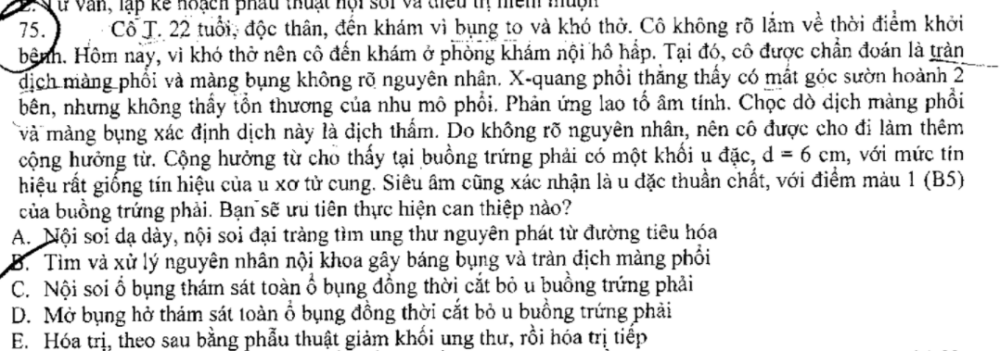 E. Tư vấn, lập kế hoạch phẫu thuật nội soi và điều trị hiếm muộn
75. Cô T. 22 tuổi, độc thân, đến khám vì bụng to và khó thở. Cô không rõ lắm về thời điểm khởi
bệnh. Hôm nay, vì khó thở nên cô đến khám ở phòng khám nội hô hấp. Tại đó, cô được chẩn đoán là tràn
dịch màng phổi và màng bụng không rõ nguyên nhân. X-quang phổi thẳng thấy có mất góc sườn hoành 2
bên, nhưng không thấy tổn thương của nhu mô phổi. Phản ứng lao tố âm tính. Chọc dò dịch màng phổi
và màng bụng xác định dịch này là dịch thấm. Do không rõ nguyên nhân, nên cô được cho đi làm thêm
cộng hưởng từ. Cộng hưởng từ cho thấy tại buồng trứng phải có một khối u đặc, d = 6 cm, với mức tín
hiệu rất giống tín hiệu của u xơ tử cung. Siêu âm cũng xác nhận là u đặc thuần chất, với điểm màu 1 (B5)
của buồng trứng phải. Bạn sẽ ưu tiên thực hiện can thiệp nào?
A. Nội soi dạ dày, nội soi đại tràng tìm ung thư nguyên phát từ đường tiêu hóa
B. Tìm và xử lý nguyên nhân nội khoa gây báng bụng và tràn dịch màng phổi
C. Nội soi ổ bụng thám sát toàn ổ bụng đồng thời cắt bỏ u buồng trứng phải
D. Mở bụng hở thám sát toàn ổ bụng đồng thời cắt bỏ u buồng trứng phải
E. Hóa trị, theo sau bằng phẫu thuật giảm khối ung thư, rồi hóa trị tiếp